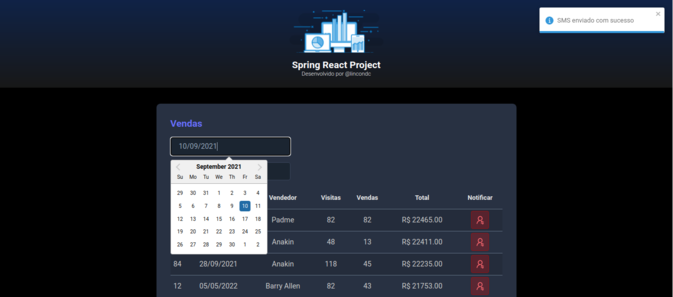 SMS enviado com sucesso
Spring React Project
Desenvolvido por @lincondc
Vendas
10/09/2021
September 2021
Su Mo Tu We Th Fr Sa
29 30 31 1 2 3 4
5 6 7 8 9 10 11
12 13 14 15 16 17 18
19 20 21 22 23 24 25
26 27 28 29 30 1 2
Vendedor Visitas Vendas Total Notificar
Padme 82 82 R$ 22465.00
Anakin 48 13 R$ 22411.00
84 28/09/2021 Anakin 118 45 R$ 22235.00
12 05/05/2022 Barry Allen 82 43 R$ 21753.00